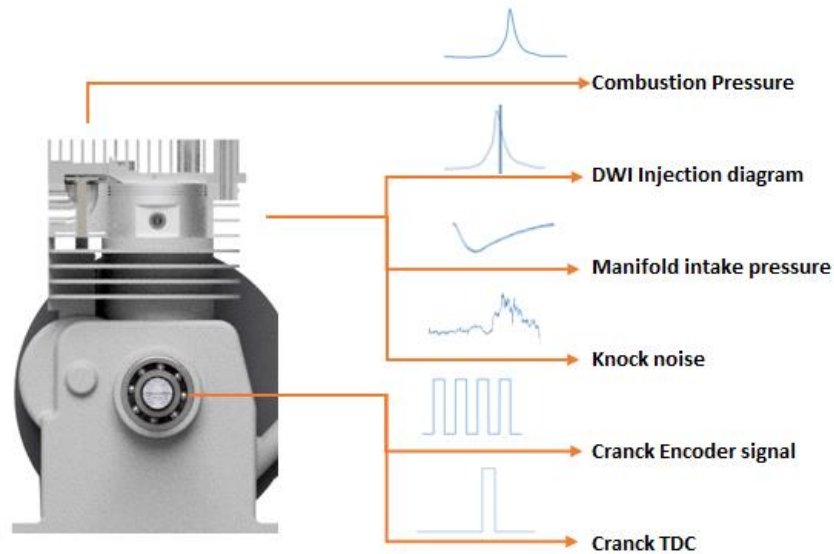 Combustion Pressure
DWI Injection diagram
Manifold intake pressure
Knock noise
Cranck Encoder signal
Cranck TDC